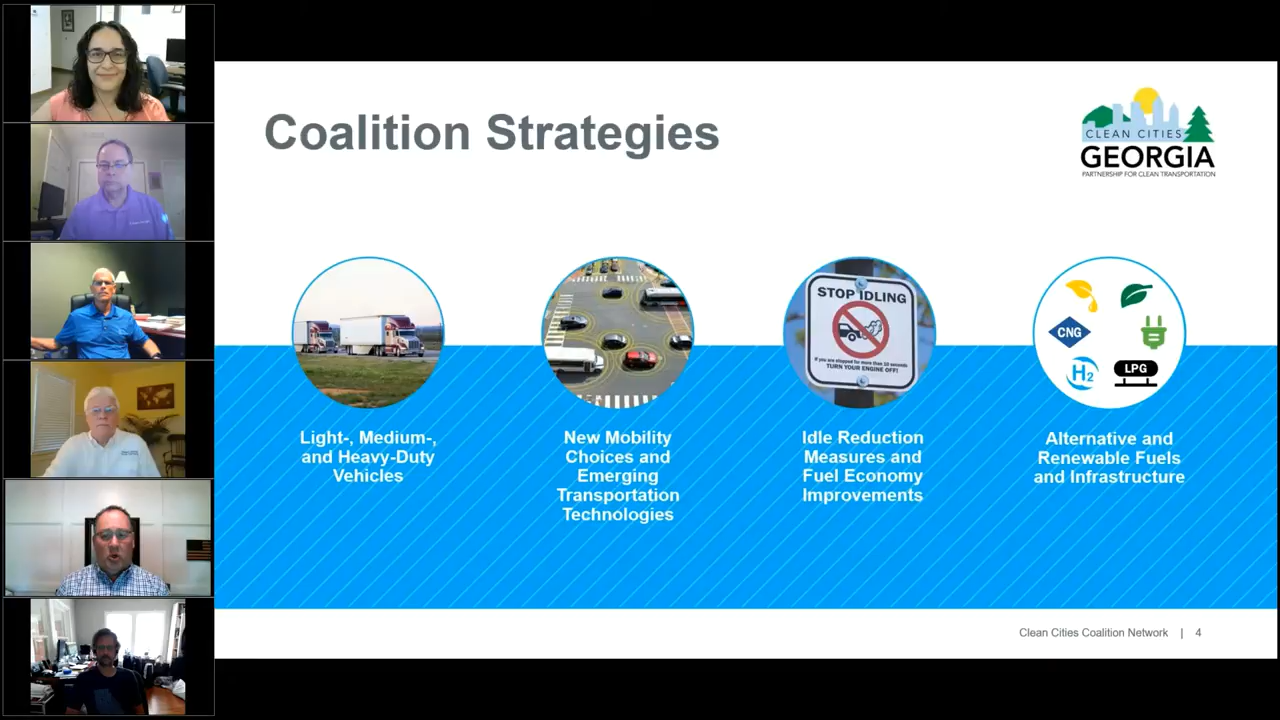 Coalition Strategies
CLEAN CITIES
GEORGIA
PARTNERSHIP FOR CLEAN TRANSPORTATION
STOP IDLING
If you are stopped for more than 10 seconds
TURN YOUR ENGINE OFF!
CNG
H2
LPG
Light-, Medium-,
and Heavy-Duty
Vehicles
New Mobility
Choices and
Emerging
Transportation
Technologies
Idle Reduction
Measures and
Fuel Economy
Improvements
Alternative and
Renewable Fuels
and Infrastructure
Clean Cities Coalition Network | 4